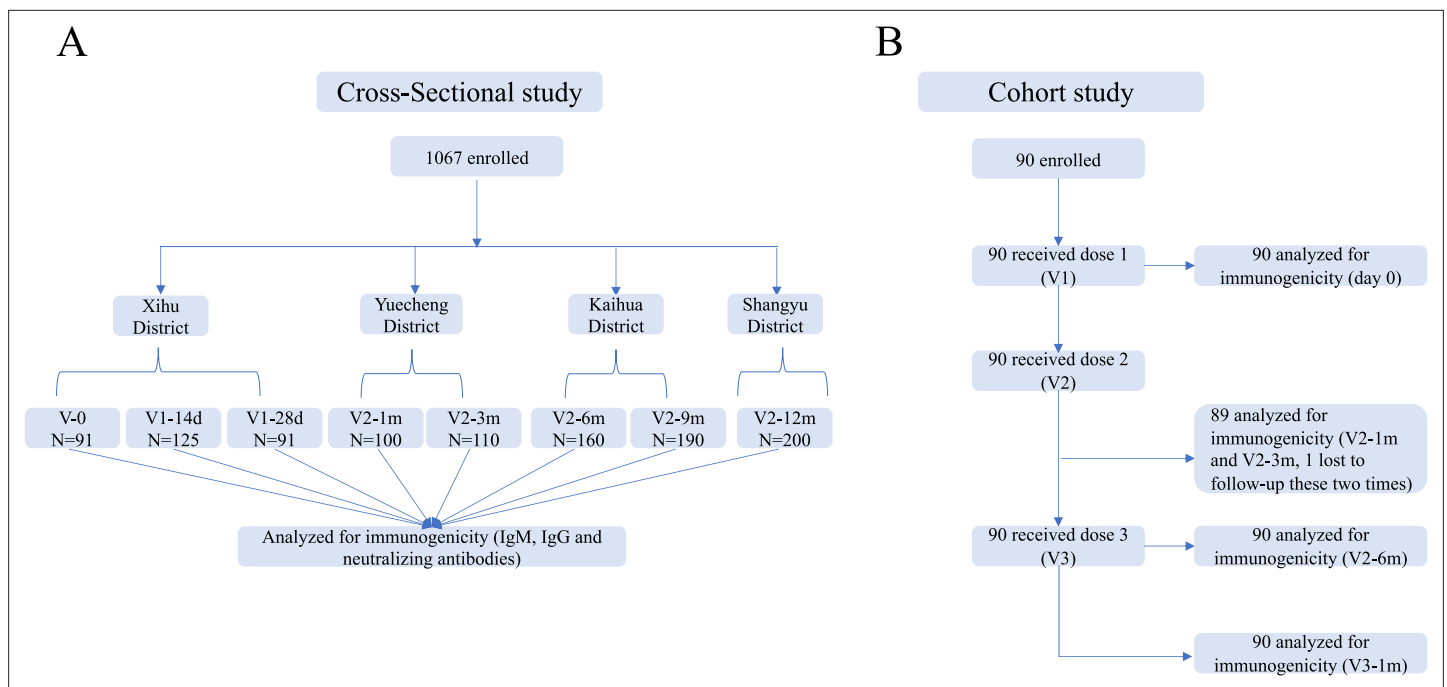 A
Cross-Sectional study
1067 enrolled
Xihu
District
Yuecheng
District
Kaihua
District
Shangyu
District
V-0
N=91
V1-14d
N=125
V1-28d
N=91
V2-1m
N=100
V2-3m
N=110
V2-6m
N=160
V2-9m
N=190
V2-12m
N=200
Analyzed for immunogenicity (IgM, IgG and
neutralizing antibodies)
B
Cohort study
90 enrolled
90 received dose 1
(V1)
90 analyzed for
immunogenicity (day 0)
90 received dose 2
(V2)
89 analyzed for
immunogenicity (V2-1m
and V2-3m, 1 lost to
follow-up these two times)
90 received dose 3
(V3)
90 analyzed for
immunogenicity (V2-6m)
90 analyzed for
immunogenicity (V3-1m)